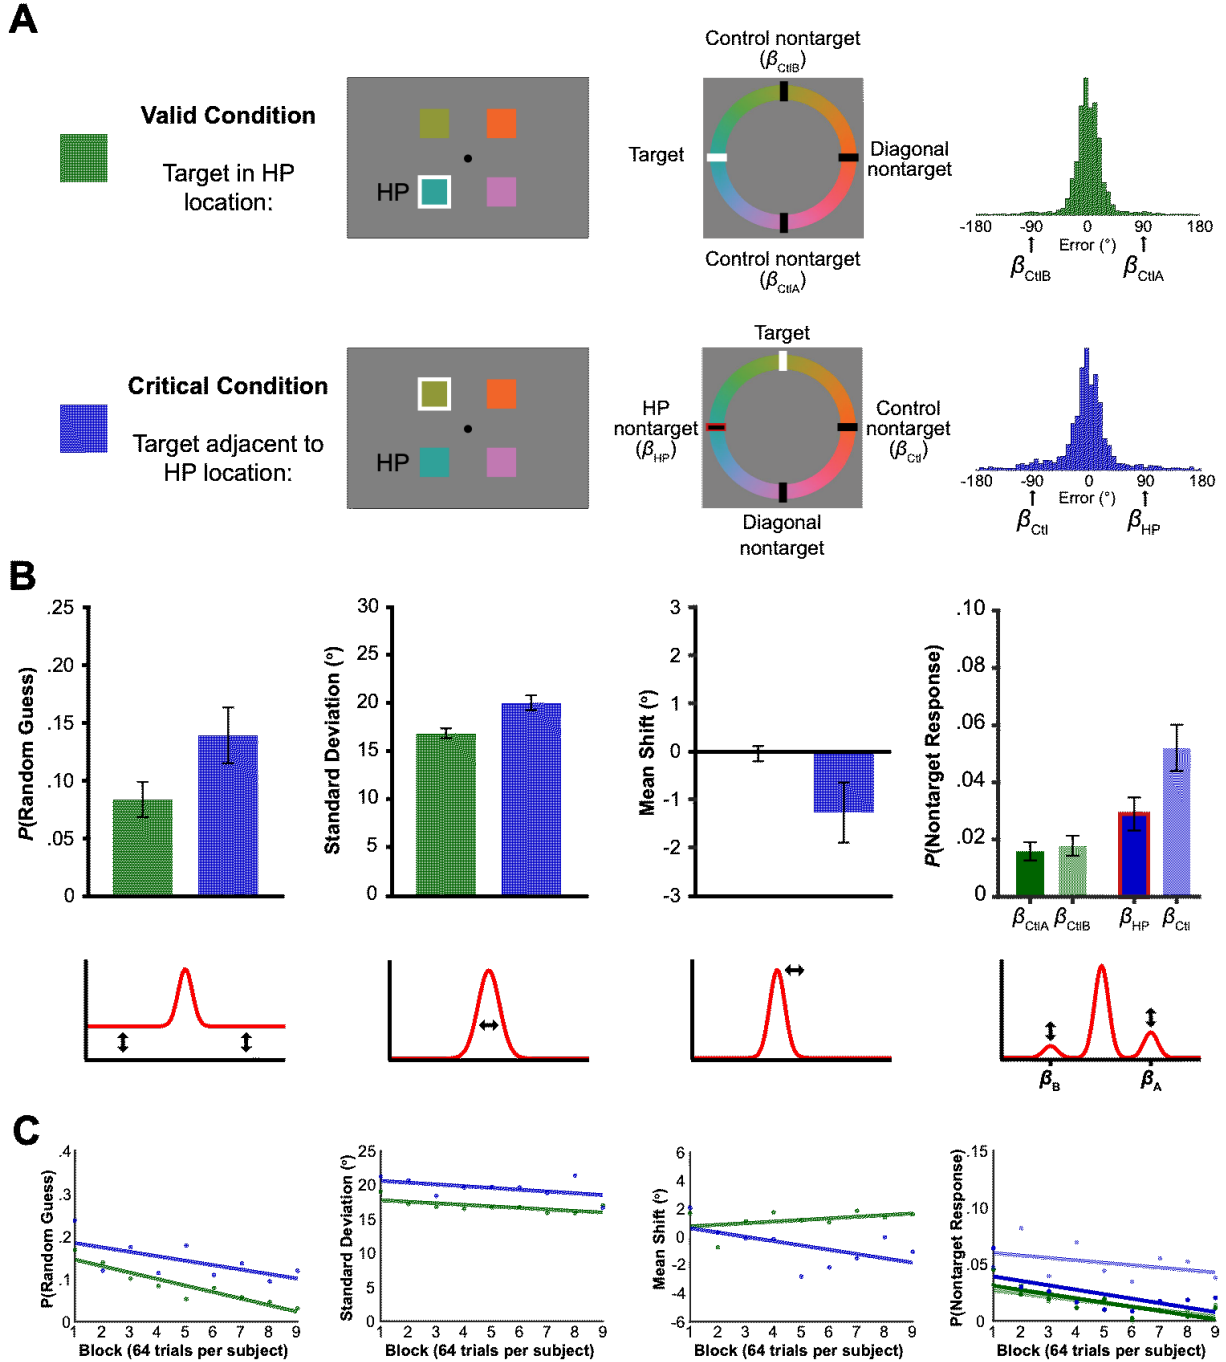 A
Valid Condition
Target in HP
location:
HP
Control nontarget
(βCtlB)
Target
Diagonal
nontarget
Control nontarget
(βCtlA)
-180 -90 0 90 180
Error (°)
βCtlB βCtlA
Critical Condition
Target adjacent to
HP location:
HP
Target
HP
nontarget
(βHP)
Control
nontarget
(βCtl)
Diagonal
nontarget
-180 -90 0 90 180
Error (°)
βCtl βHP
B
P(Random Guess)
.25
.20
.15
.10
.05
0
Standard Deviation (°)
30
25
20
15
10
5
0
Mean Shift (°)
3
2
1
0
-1
-2
-3
P(Nontarget Response)
.10
.08
.06
.04
.02
0
βCtlA βCtlB βHP βCtl
βB βA
C
P(Random Guess)
.4
.3
.2
.1
0
1 2 3 4 5 6 7 8 9
Block (64 trials per subject)
Standard Deviation (°)
25
20
15
10
5
0
1 2 3 4 5 6 7 8 9
Block (64 trials per subject)
Mean Shift (°)
6
4
2
0
-2
-4
-6
1 2 3 4 5 6 7 8 9
Block (64 trials per subject)
P(Nontarget Response)
.15
.10
.05
0
1 2 3 4 5 6 7 8 9
Block (64 trials per subject)